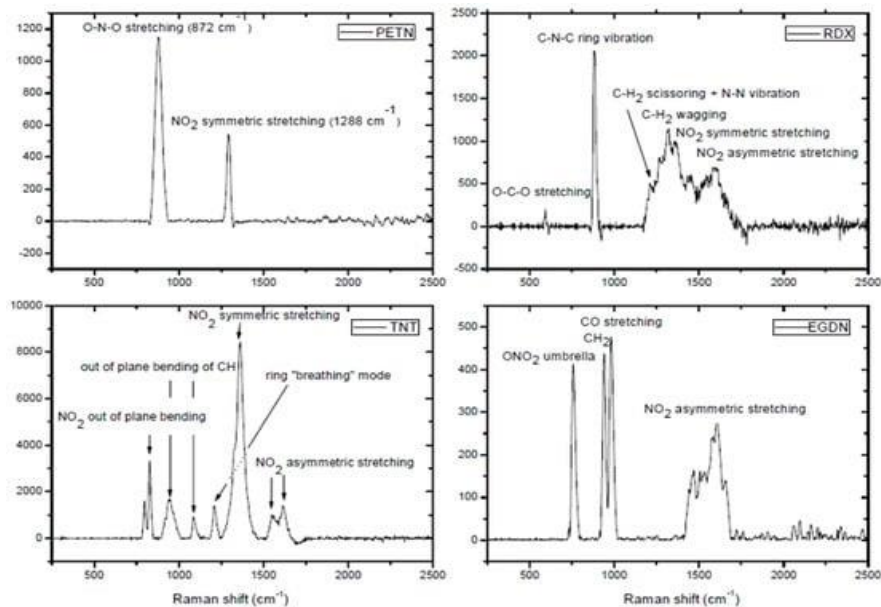 O-N-O stretching (872 cm⁻¹)
PETN
NO₂ symmetric stretching (1288 cm⁻¹)
1200
1000
800
600
400
200
0
-200
500 1000 1500 2000 2500
C-N-C ring vibration
RDX
C-H₂ scissoring + N-N vibration
C-H₂ wagging
NO₂ symmetric stretching
NO₂ asymmetric stretching
O-C-O stretching
2500
2000
1500
1000
500
0
-500
500 1000 1500 2000 2500
NO₂ symmetric stretching
TNT
out of plane bending of CH
ring "breathing" mode
NO₂ out of plane bending
NO₂ asymmetric stretching
10000
8000
6000
4000
2000
0
500 1000 1500 2000 2500
Raman shift (cm⁻¹)
CO stretching
EGDN
CH₂
ONO₂ umbrella
NO₂ asymmetric stretching
500
400
300
200
100
0
500 1000 1500 2000 2500
Raman shift (cm⁻¹)